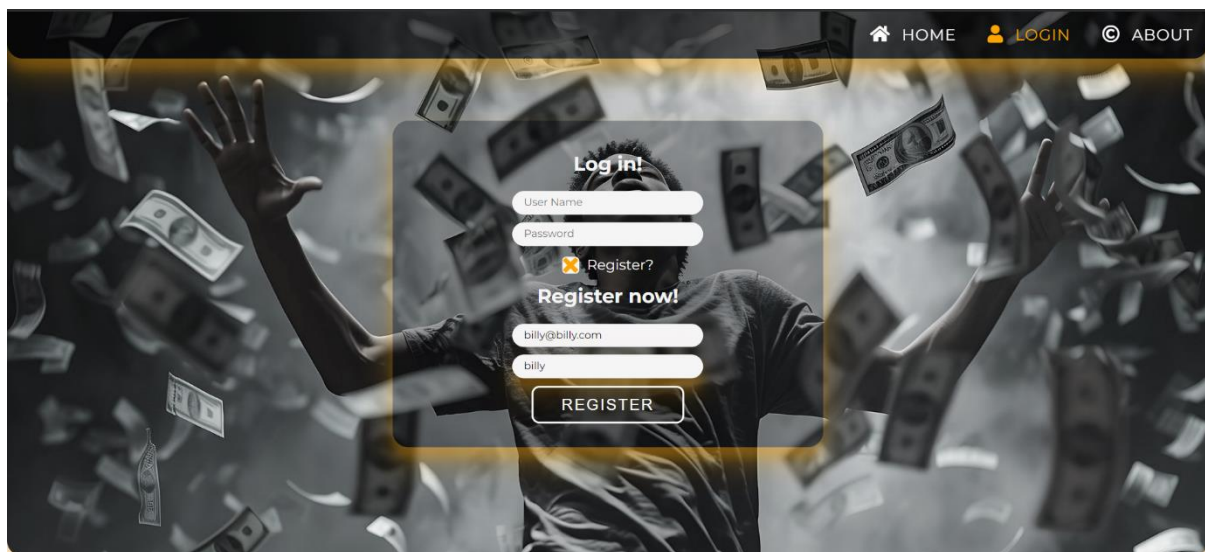 HOME LOGIN © ABOUT
Log in!
User Name
Password
Register?
Register now!
billy@billy.com
billy
REGISTER